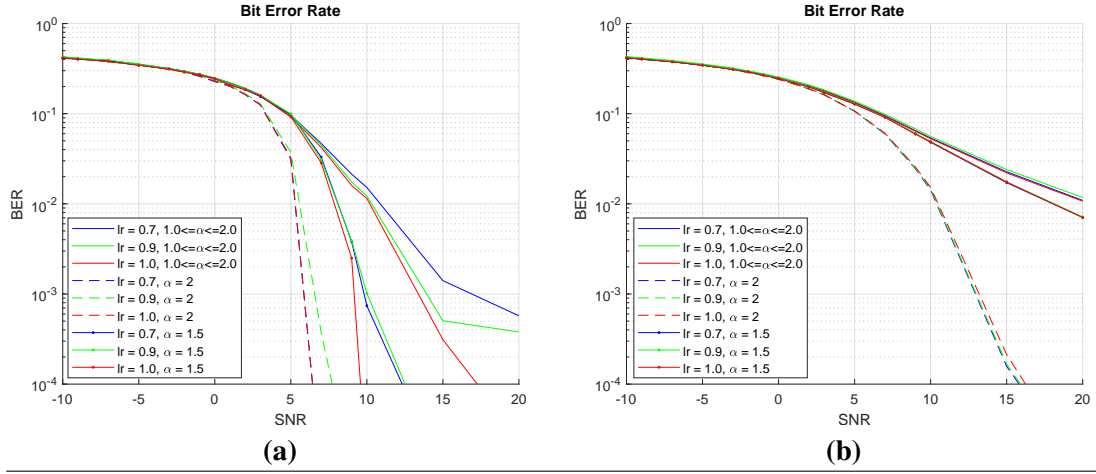 Bit Error Rate
10^0
10^-1
10^-2
10^-3
10^-4
BER
lr = 0.7, 1.0<=α<=2.0
lr = 0.9, 1.0<=α<=2.0
lr = 1.0, 1.0<=α<=2.0
lr = 0.7, α = 2
lr = 0.9, α = 2
lr = 1.0, α = 2
lr = 0.7, α = 1.5
lr = 0.9, α = 1.5
lr = 1.0, α = 1.5
-10 -5 0 5 10 15 20
SNR
(a)
Bit Error Rate
10^0
10^-1
10^-2
10^-3
10^-4
BER
lr = 0.7, 1.0<=α<=2.0
lr = 0.9, 1.0<=α<=2.0
lr = 1.0, 1.0<=α<=2.0
lr = 0.7, α = 2
lr = 0.9, α = 2
lr = 1.0, α = 2
lr = 0.7, α = 1.5
lr = 0.9, α = 1.5
lr = 1.0, α = 1.5
-10 -5 0 5 10 15 20
SNR
(b)